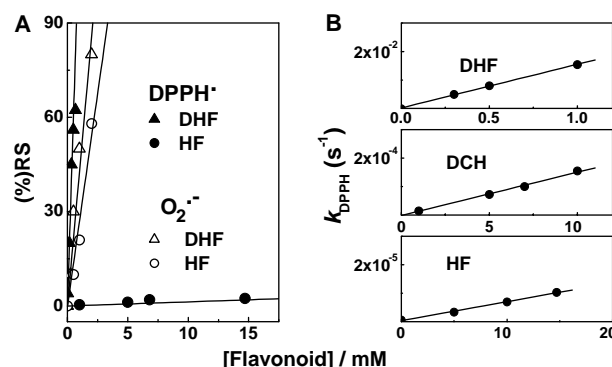 A
90
60
30
0
(%)RS
DPPH·
▲ DHF
● HF
O₂·⁻
△ DHF
○ HF
0 5 10 15
[Flavonoid] / mM
B
k_DPPH (s⁻¹)
2x10⁻²
DHF
0.0 0.5 1.0
2x10⁻⁴
DCH
0 5 10
2x10⁻⁵
HF
0 10 20